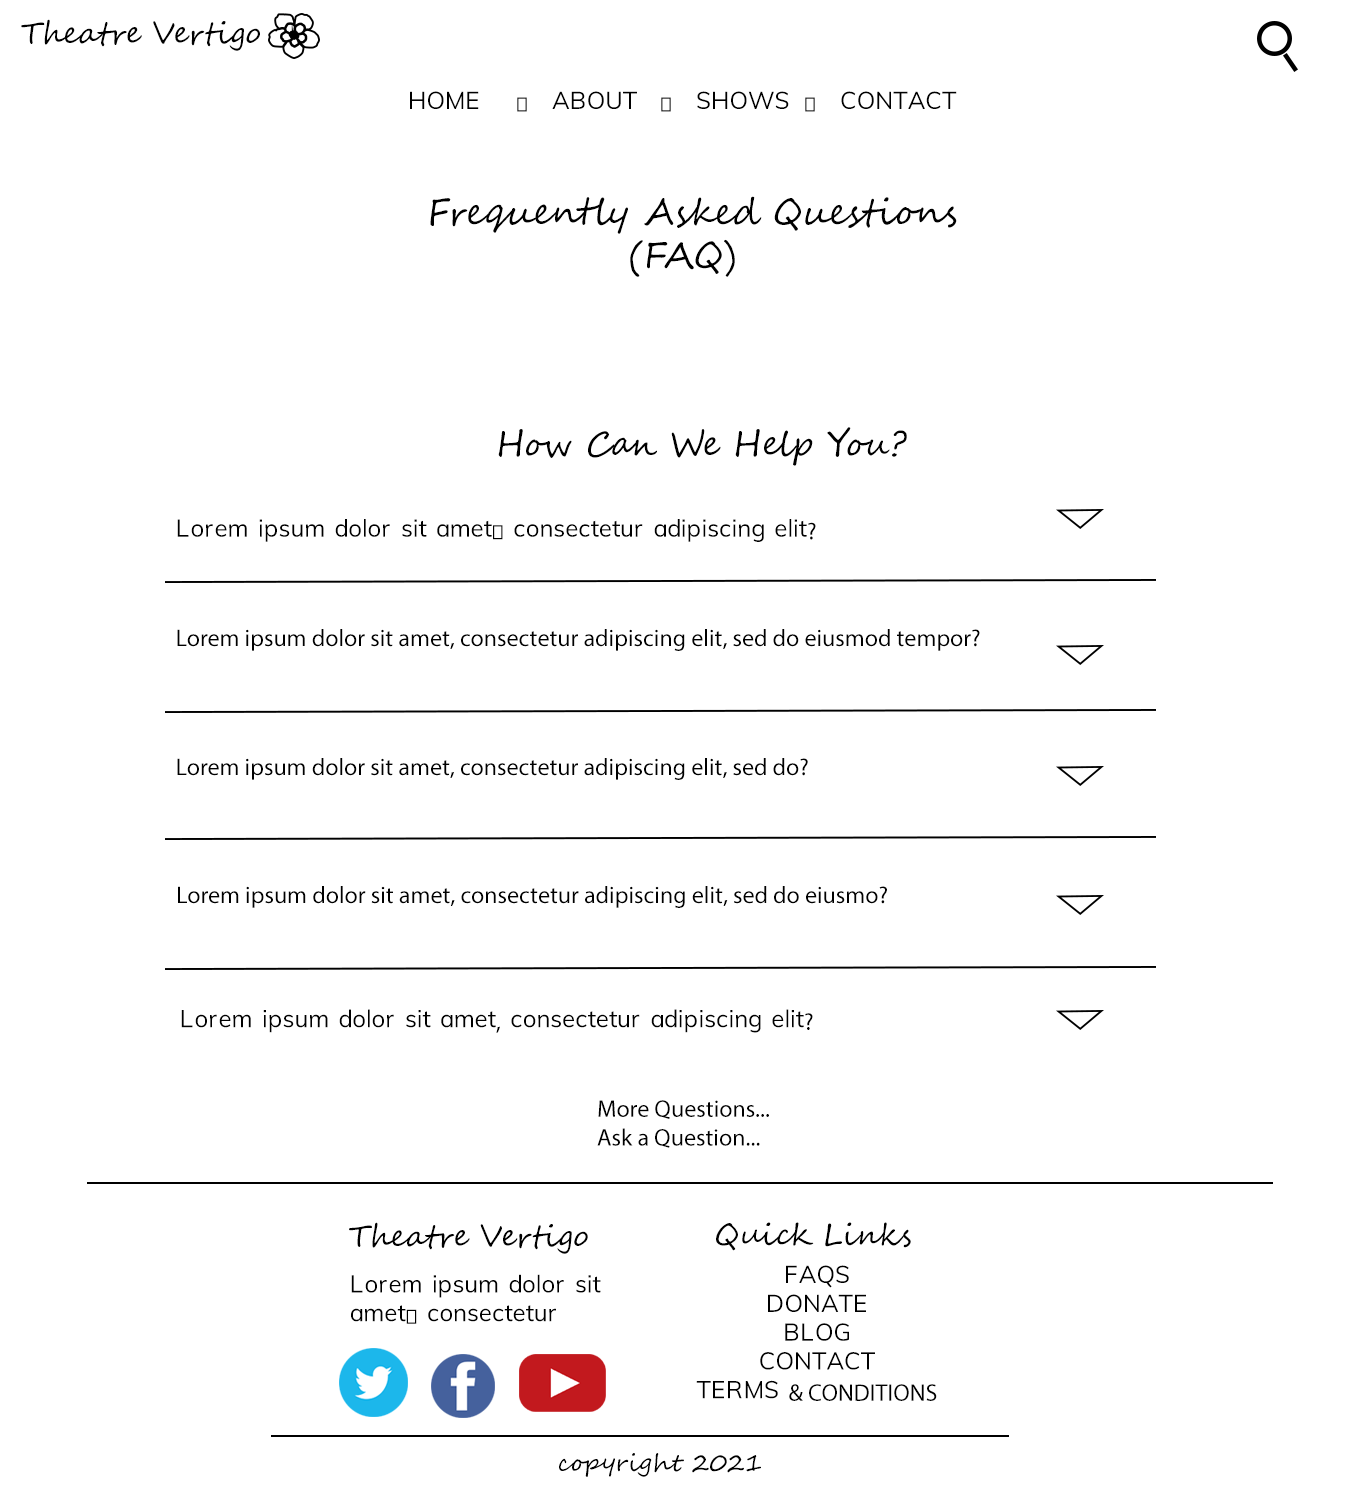 Theatre Vertigo
HOME ▯ ABOUT ▯ SHOWS ▯ CONTACT
Frequently Asked Questions
(FAQ)
How Can We Help You?
Lorem ipsum dolor sit amet▯ consectetur adipiscing elit?
Lorem ipsum dolor sit amet, consectetur adipiscing elit, sed do eiusmod tempor?
Lorem ipsum dolor sit amet, consectetur adipiscing elit, sed do?
Lorem ipsum dolor sit amet, consectetur adipiscing elit, sed do eiusmo?
Lorem ipsum dolor sit amet, consectetur adipiscing elit?
More Questions...
Ask a Question...
Theatre Vertigo
Lorem ipsum dolor sit
amet▯ consectetur
Quick Links
FAQS
DONATE
BLOG
CONTACT
TERMS & CONDITIONS
copyright 2021